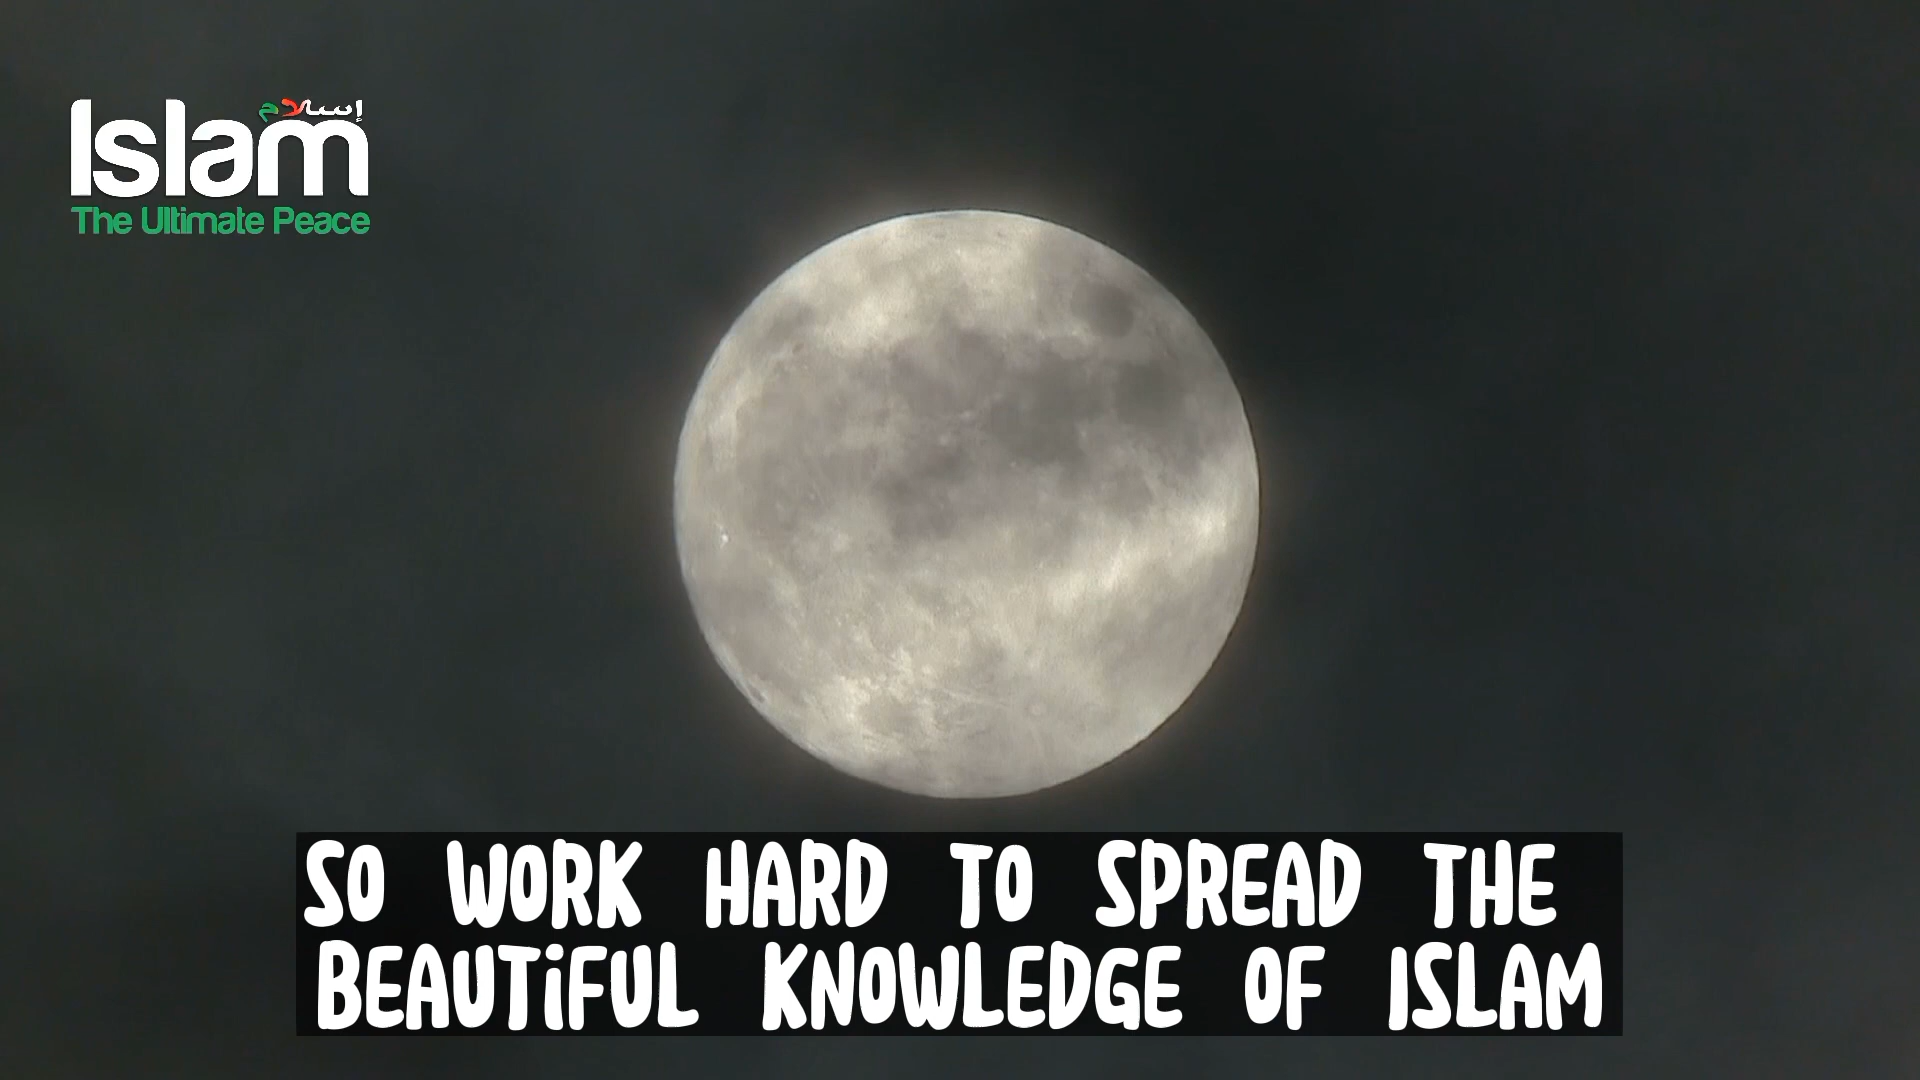 إسلام
Islam
The Ultimate Peace
SO WORK HARD TO SPREAD THE
BEAUTIFUL KNOWLEDGE OF ISLAM